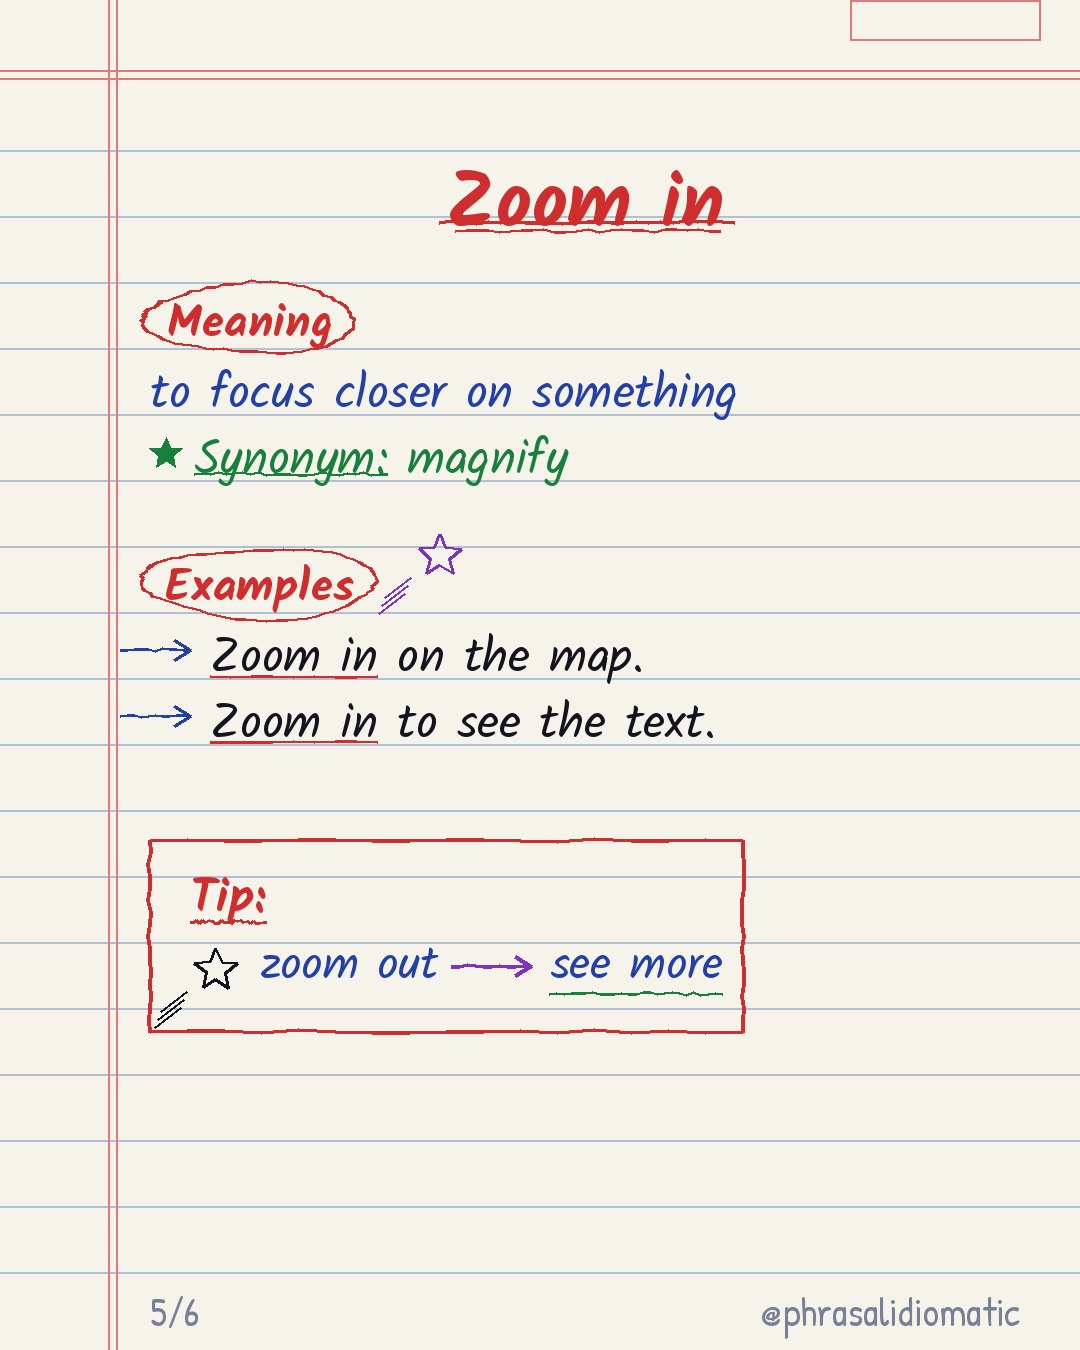 Zoom in
Meaning
to focus closer on something
★ Synonym: magnify
Examples
→ Zoom in on the map.
→ Zoom in to see the text.
Tip:
☆ zoom out → see more
5/6
@phrasalidiomatic